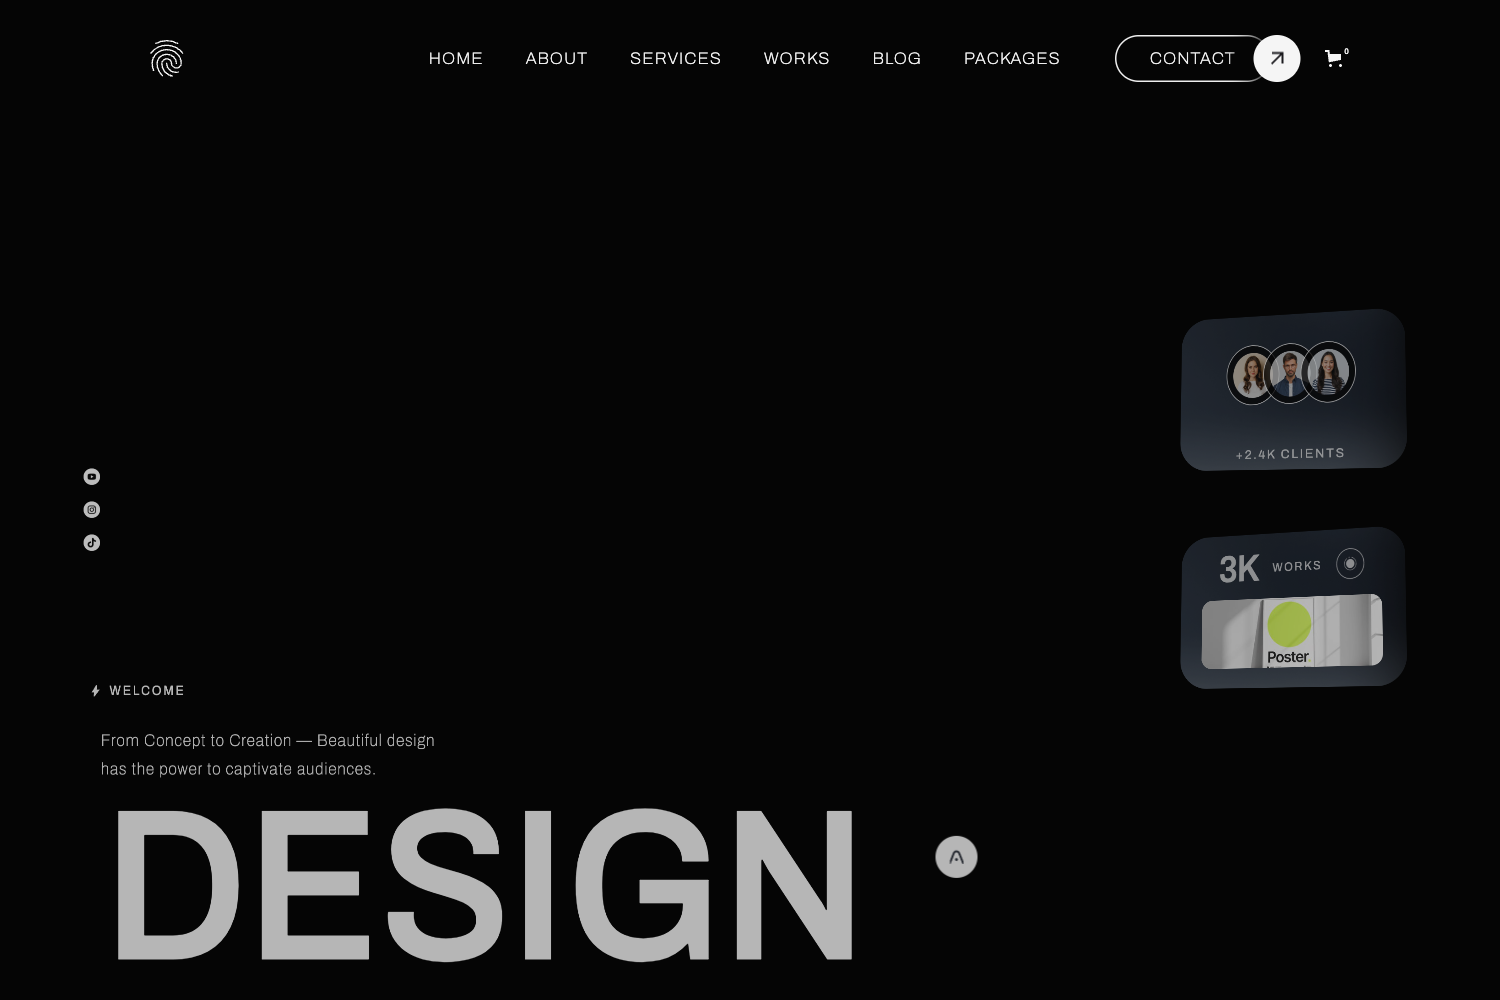 HOME ABOUT SERVICES WORKS BLOG PACKAGES CONTACT 0
+2.4K CLIENTS
3K WORKS
Poster
WELCOME
From Concept to Creation — Beautiful design
has the power to captivate audiences.
DESIGN